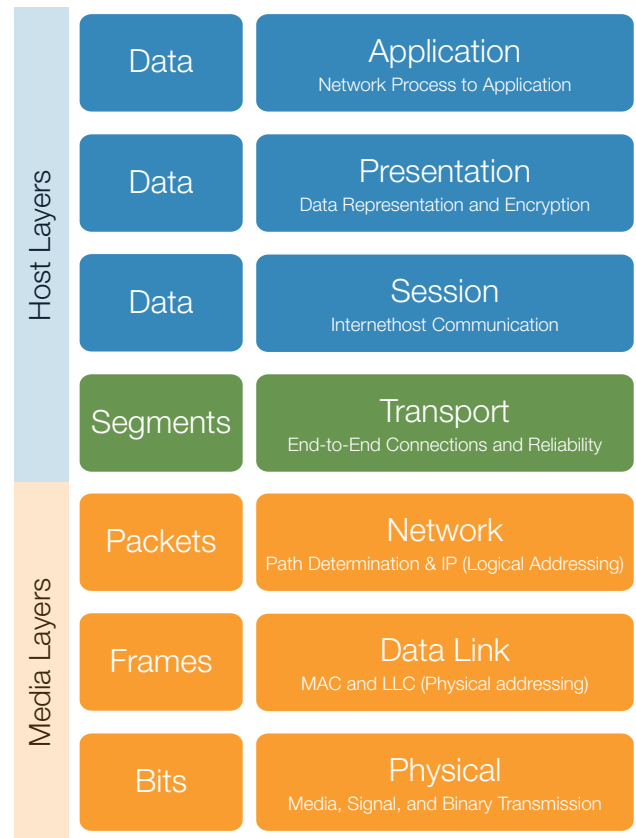 Host Layers
Data
Application
Network Process to Application
Data
Presentation
Data Representation and Encryption
Data
Session
Internethost Communication
Segments
Transport
End-to-End Connections and Reliability
Media Layers
Packets
Network
Path Determination & IP (Logical Addressing)
Frames
Data Link
MAC and LLC (Physical addressing)
Bits
Physical
Media, Signal, and Binary Transmission